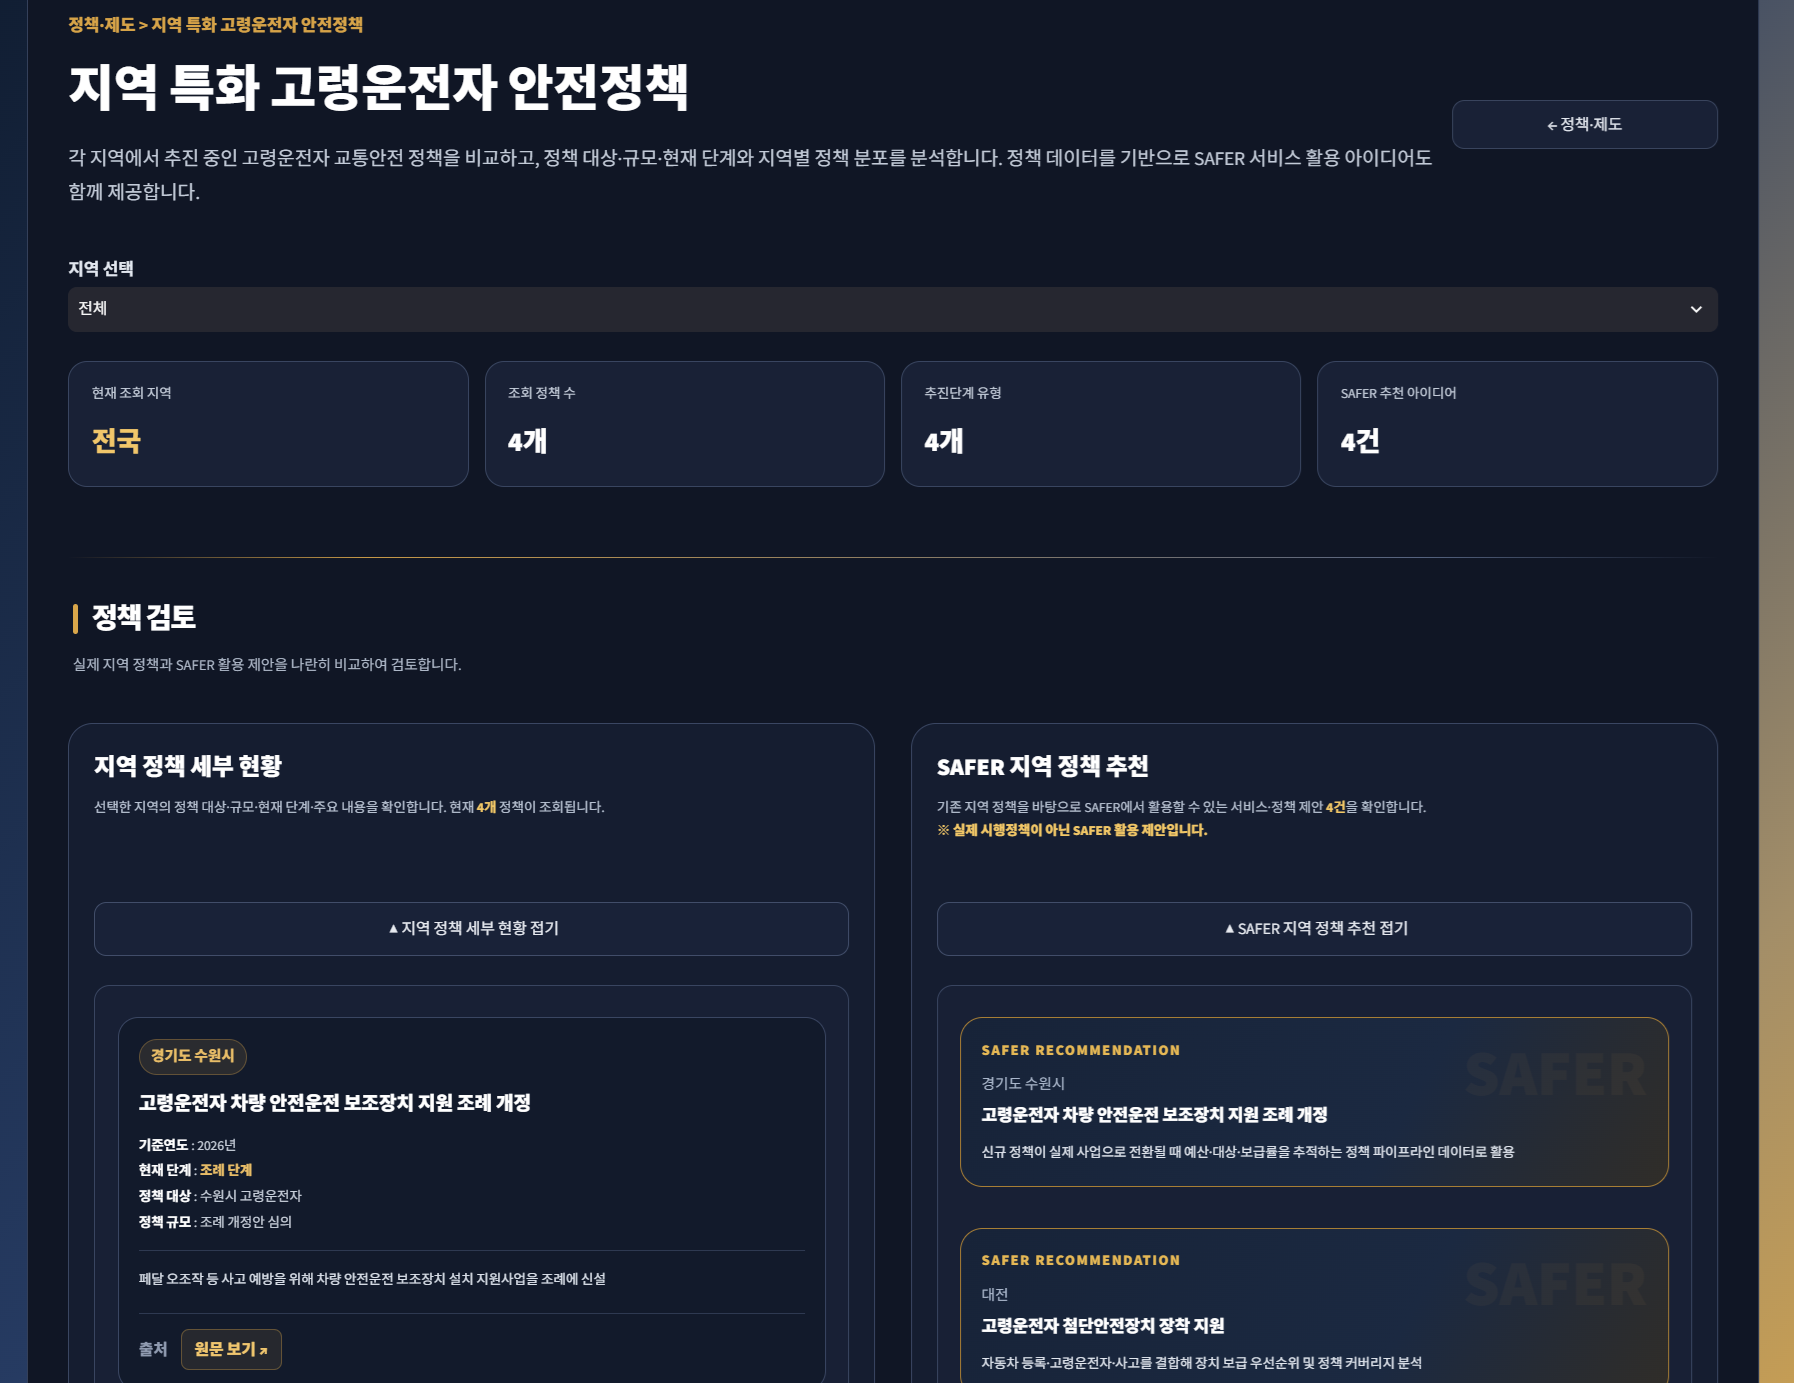 정책·제도 > 지역 특화 고령운전자 안전정책
지역 특화 고령운전자 안전정책
← 정책·제도
각 지역에서 추진 중인 고령운전자 교통안전 정책을 비교하고, 정책 대상·규모·현재 단계와 지역별 정책 분포를 분석합니다. 정책 데이터를 기반으로 SAFER 서비스 활용 아이디어도
함께 제공합니다.
지역 선택
전체
현재 조회 지역
전국
조회 정책 수
4개
추진단계 유형
4개
SAFER 추천 아이디어
4건
정책 검토
실제 지역 정책과 SAFER 활용 제안을 나란히 비교하여 검토합니다.
지역 정책 세부 현황
선택한 지역의 정책 대상·규모·현재 단계·주요 내용을 확인합니다. 현재 4개 정책이 조회됩니다.
▲ 지역 정책 세부 현황 접기
경기도 수원시
고령운전자 차량 안전운전 보조장치 지원 조례 개정
기준연도 : 2026년
현재 단계 : 조례 단계
정책 대상 : 수원시 고령운전자
정책 규모 : 조례 개정안 심의
페달 오조작 등 사고 예방을 위해 차량 안전운전 보조장치 설치 지원사업을 조례에 신설
출처
원문 보기 ↗
SAFER 지역 정책 추천
기존 지역 정책을 바탕으로 SAFER에서 활용할 수 있는 서비스·정책 제안 4건을 확인합니다.
※ 실제 시행정책이 아닌 SAFER 활용 제안입니다.
▲ SAFER 지역 정책 추천 접기
SAFER RECOMMENDATION
SAFER
경기도 수원시
고령운전자 차량 안전운전 보조장치 지원 조례 개정
신규 정책이 실제 사업으로 전환될 때 예산·대상·보급률을 추적하는 정책 파이프라인 데이터로 활용
SAFER RECOMMENDATION
SAFER
대전
고령운전자 첨단안전장치 장착 지원
자동차 등록·고령운전자·사고를 결합해 장치 보급 우선순위 및 정책 커버리지 분석